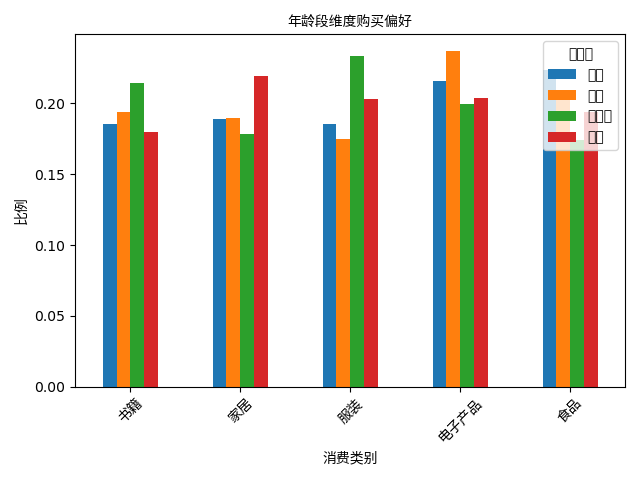 年龄段维度购买偏好
比例
0.20
0.15
0.10
0.05
0.00
书籍
家居
服装
电子产品
食品
消费类别